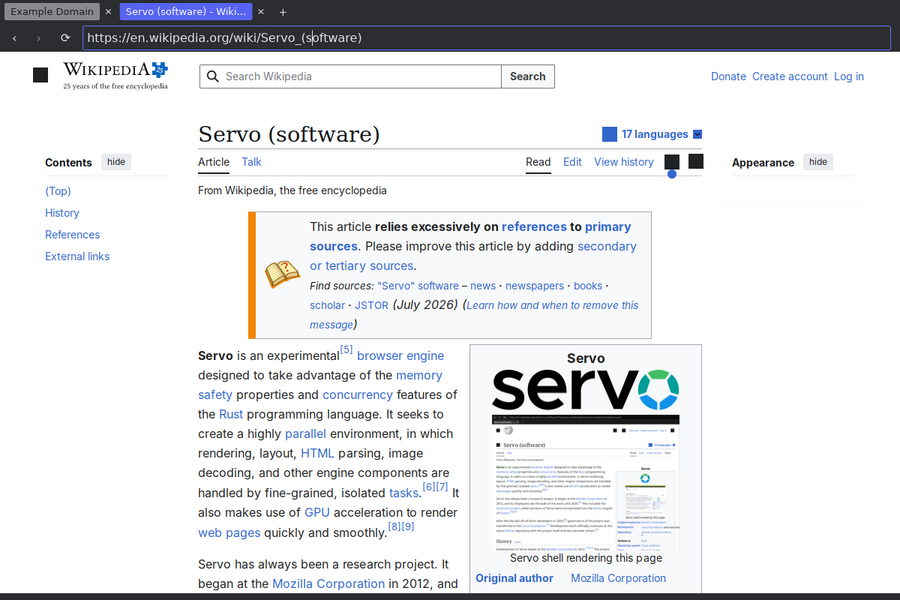 Example Domain
Servo (software) - Wiki...
https://en.wikipedia.org/wiki/Servo_(software)
WIKIPEDIA
25 years of the free encyclopedia
Search Wikipedia
Search
Donate Create account Log in
Servo (software)
17 languages
Contents hide
Article Talk
Read Edit View history
Appearance hide
(Top)
History
References
External links
From Wikipedia, the free encyclopedia
This article relies excessively on references to primary
sources. Please improve this article by adding secondary
or tertiary sources.
Find sources: "Servo" software – news · newspapers · books ·
scholar · JSTOR (July 2026) (Learn how and when to remove this
message)
Servo is an experimental[5] browser engine
designed to take advantage of the memory
safety properties and concurrency features of
the Rust programming language. It seeks to
create a highly parallel environment, in which
rendering, layout, HTML parsing, image
decoding, and other engine components are
handled by fine-grained, isolated tasks.[6][7] It
also makes use of GPU acceleration to render
web pages quickly and smoothly.[8][9]
Servo has always been a research project. It
began at the Mozilla Corporation in 2012, and
Servo
servo
Servo (software)
History
Servo shell rendering this page
Original author Mozilla Corporation